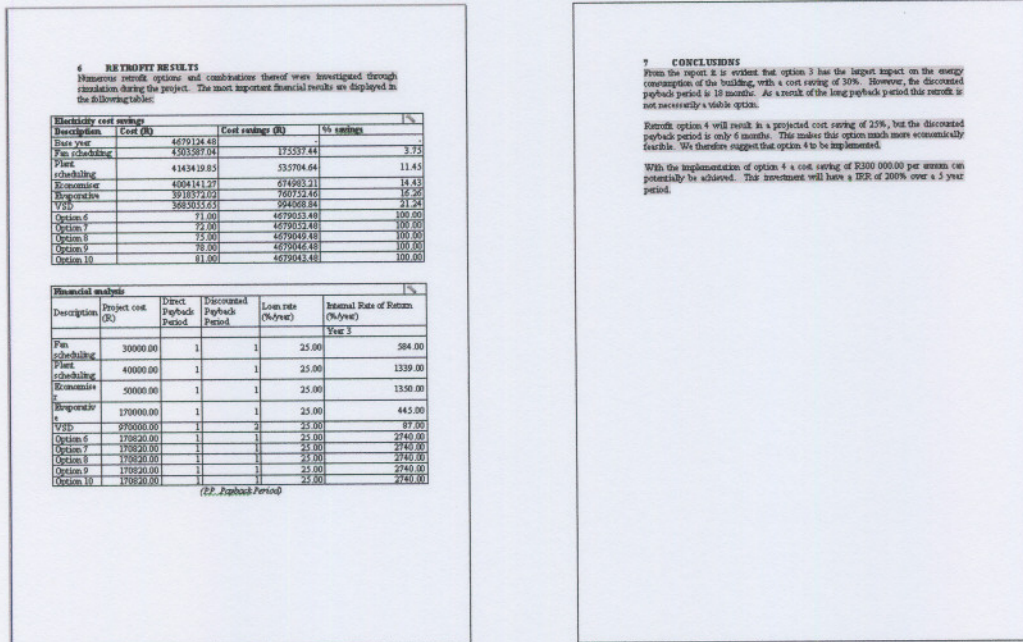 6 RETROFIT RESULTS
Numerous retrofit options and combinations thereof were investigated through
simulation during the project. The most important financial results are displayed in
the following tables:
Electricity cost savings
Description Cost (R) Cost savings (R) % savings
Base year 4679124.48 -
Fan scheduling 4503587.04 175537.44 3.75
Plant
scheduling 4143419.85 535704.64 11.45
Economiser 4004141.27 674983.21 14.43
Evaporative 3918372.02 760752.46 16.26
VSD 3685055.65 994068.84 21.24
Option 6 71.00 4679053.48 100.00
Option 7 72.00 4679052.48 100.00
Option 8 75.00 4679049.48 100.00
Option 9 78.00 4679046.48 100.00
Option 10 81.00 4679043.48 100.00
Financial analysis
Description Project cost (R) Direct Payback Period Discounted Payback Period Loan rate (%/year) Internal Rate of Return (%/year)
Year 3
Fan
scheduling 30000.00 1 1 25.00 584.00
Plant
scheduling 40000.00 1 1 25.00 1339.00
Economise
r 50000.00 1 1 25.00 1350.00
Evaporativ
e 170000.00 1 1 25.00 445.00
VSD 970000.00 1 2 25.00 87.00
Option 6 170820.00 1 1 25.00 2740.00
Option 7 170820.00 1 1 25.00 2740.00
Option 8 170820.00 1 1 25.00 2740.00
Option 9 170820.00 1 1 25.00 2740.00
Option 10 170820.00 1 1 25.00 2740.00
(P.P. Payback Period)
7 CONCLUSIONS
From the report it is evident that option 3 has the largest impact on the energy
consumption of the building, with a cost saving of 30%. However, the discounted
payback period is 18 months. As a result of the long payback period this retrofit is
not necessarily a viable option.
Retrofit option 4 will result in a projected cost saving of 25%, but the discounted
payback period is only 6 months. This makes this option much more economically
feasible. We therefore suggest that option 4 to be implemented.
With the implementation of option 4 a cost saving of R300 000.00 per annum can
potentially be achieved. This investment will have a IRR of 200% over a 5 year
period.